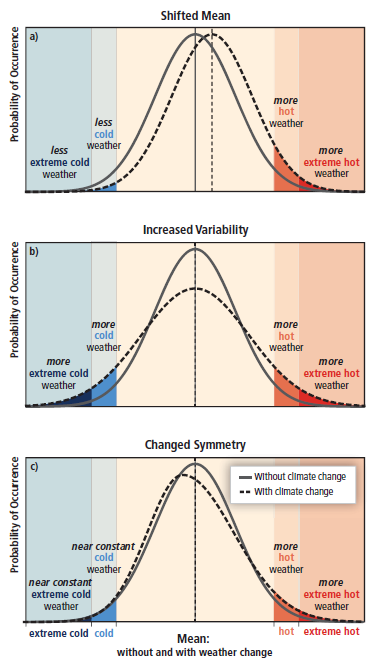 Shifted Mean
Probability of Occurrence
a)
less
cold
weather
less
extreme cold
weather
more
hot
weather
more
extreme hot
weather
Increased Variability
Probability of Occurrence
b)
more
cold
weather
more
extreme cold
weather
more
hot
weather
more
extreme hot
weather
Changed Symmetry
Probability of Occurrence
c)
Without climate change
With climate change
near constant
cold
weather
near constant
extreme cold
weather
more
hot
weather
more
extreme hot
weather
extreme cold
cold
Mean:
without and with weather change
hot
extreme hot